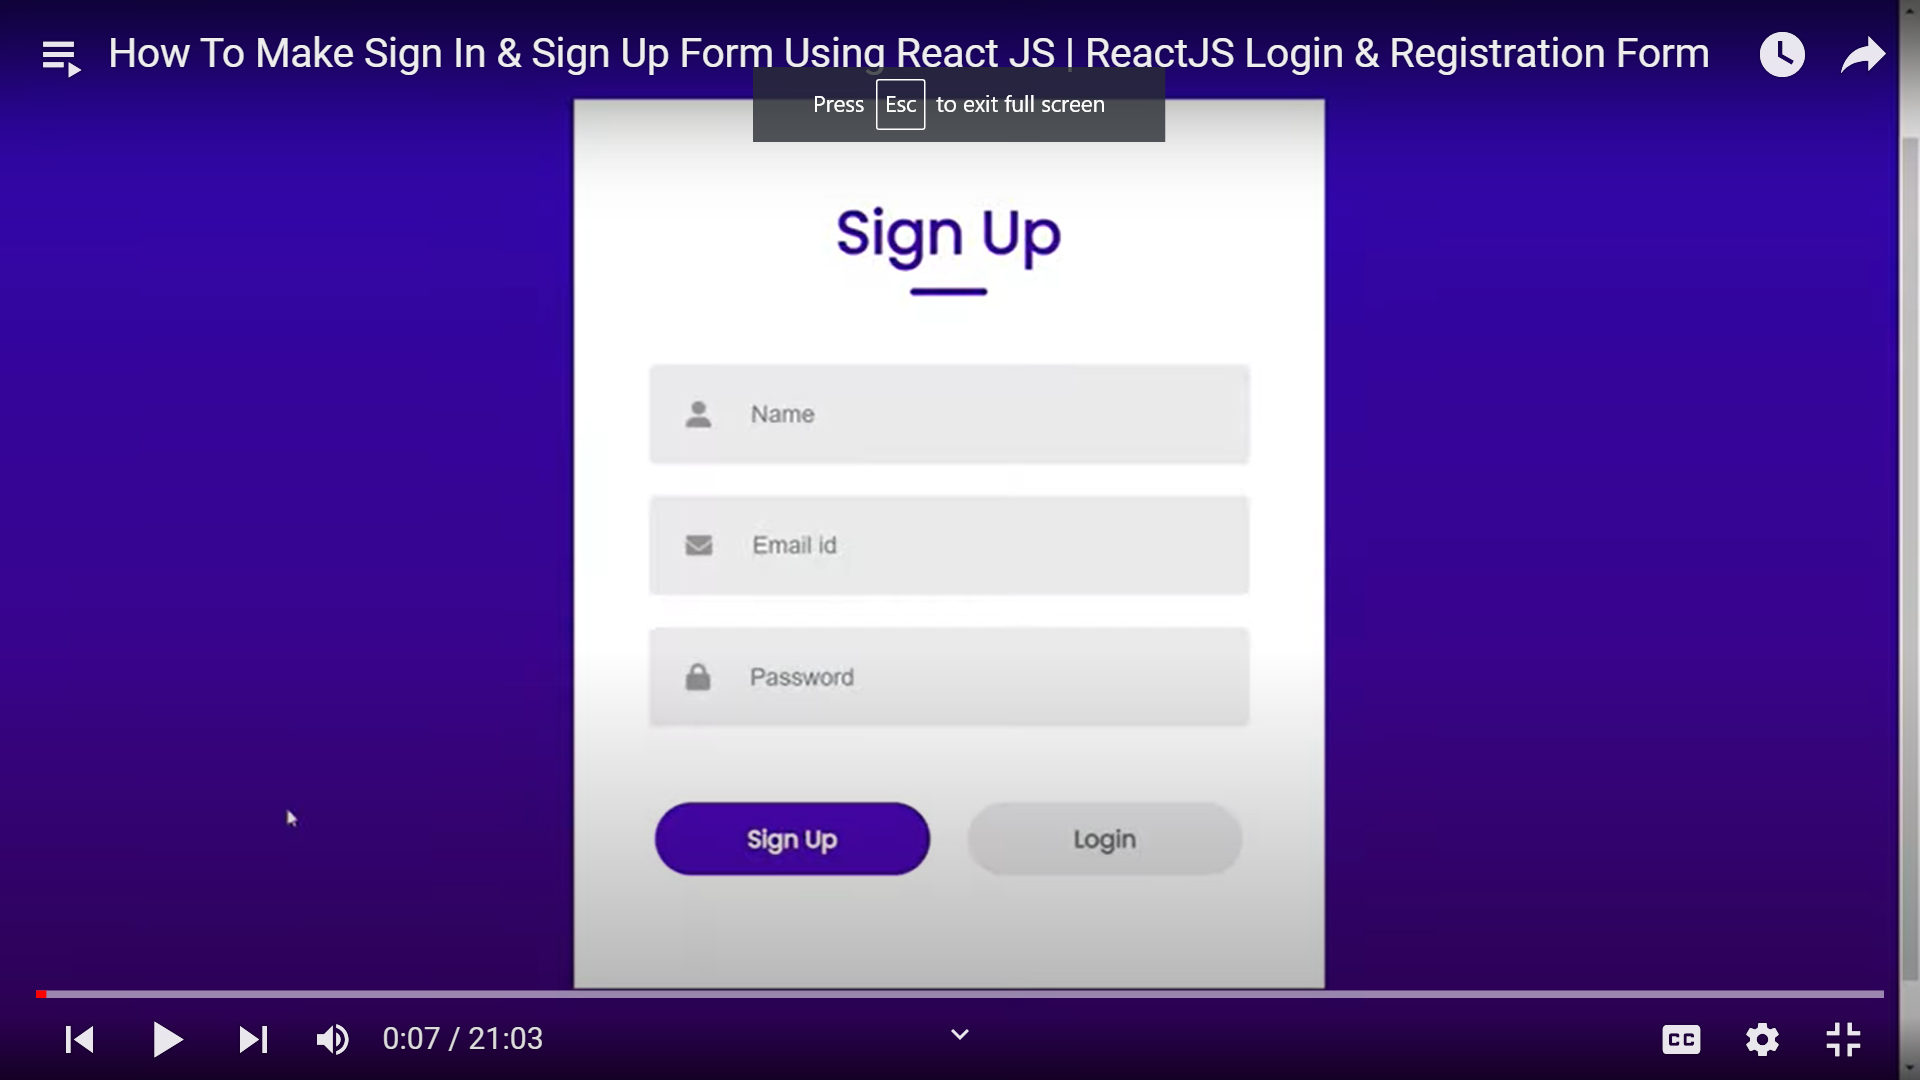 How To Make Sign In & Sign Up Form Using React JS | ReactJS Login & Registration Form
Press Esc to exit full screen
Sign Up
Name
Email id
Password
Sign Up Login
0:07 / 21:03
CC